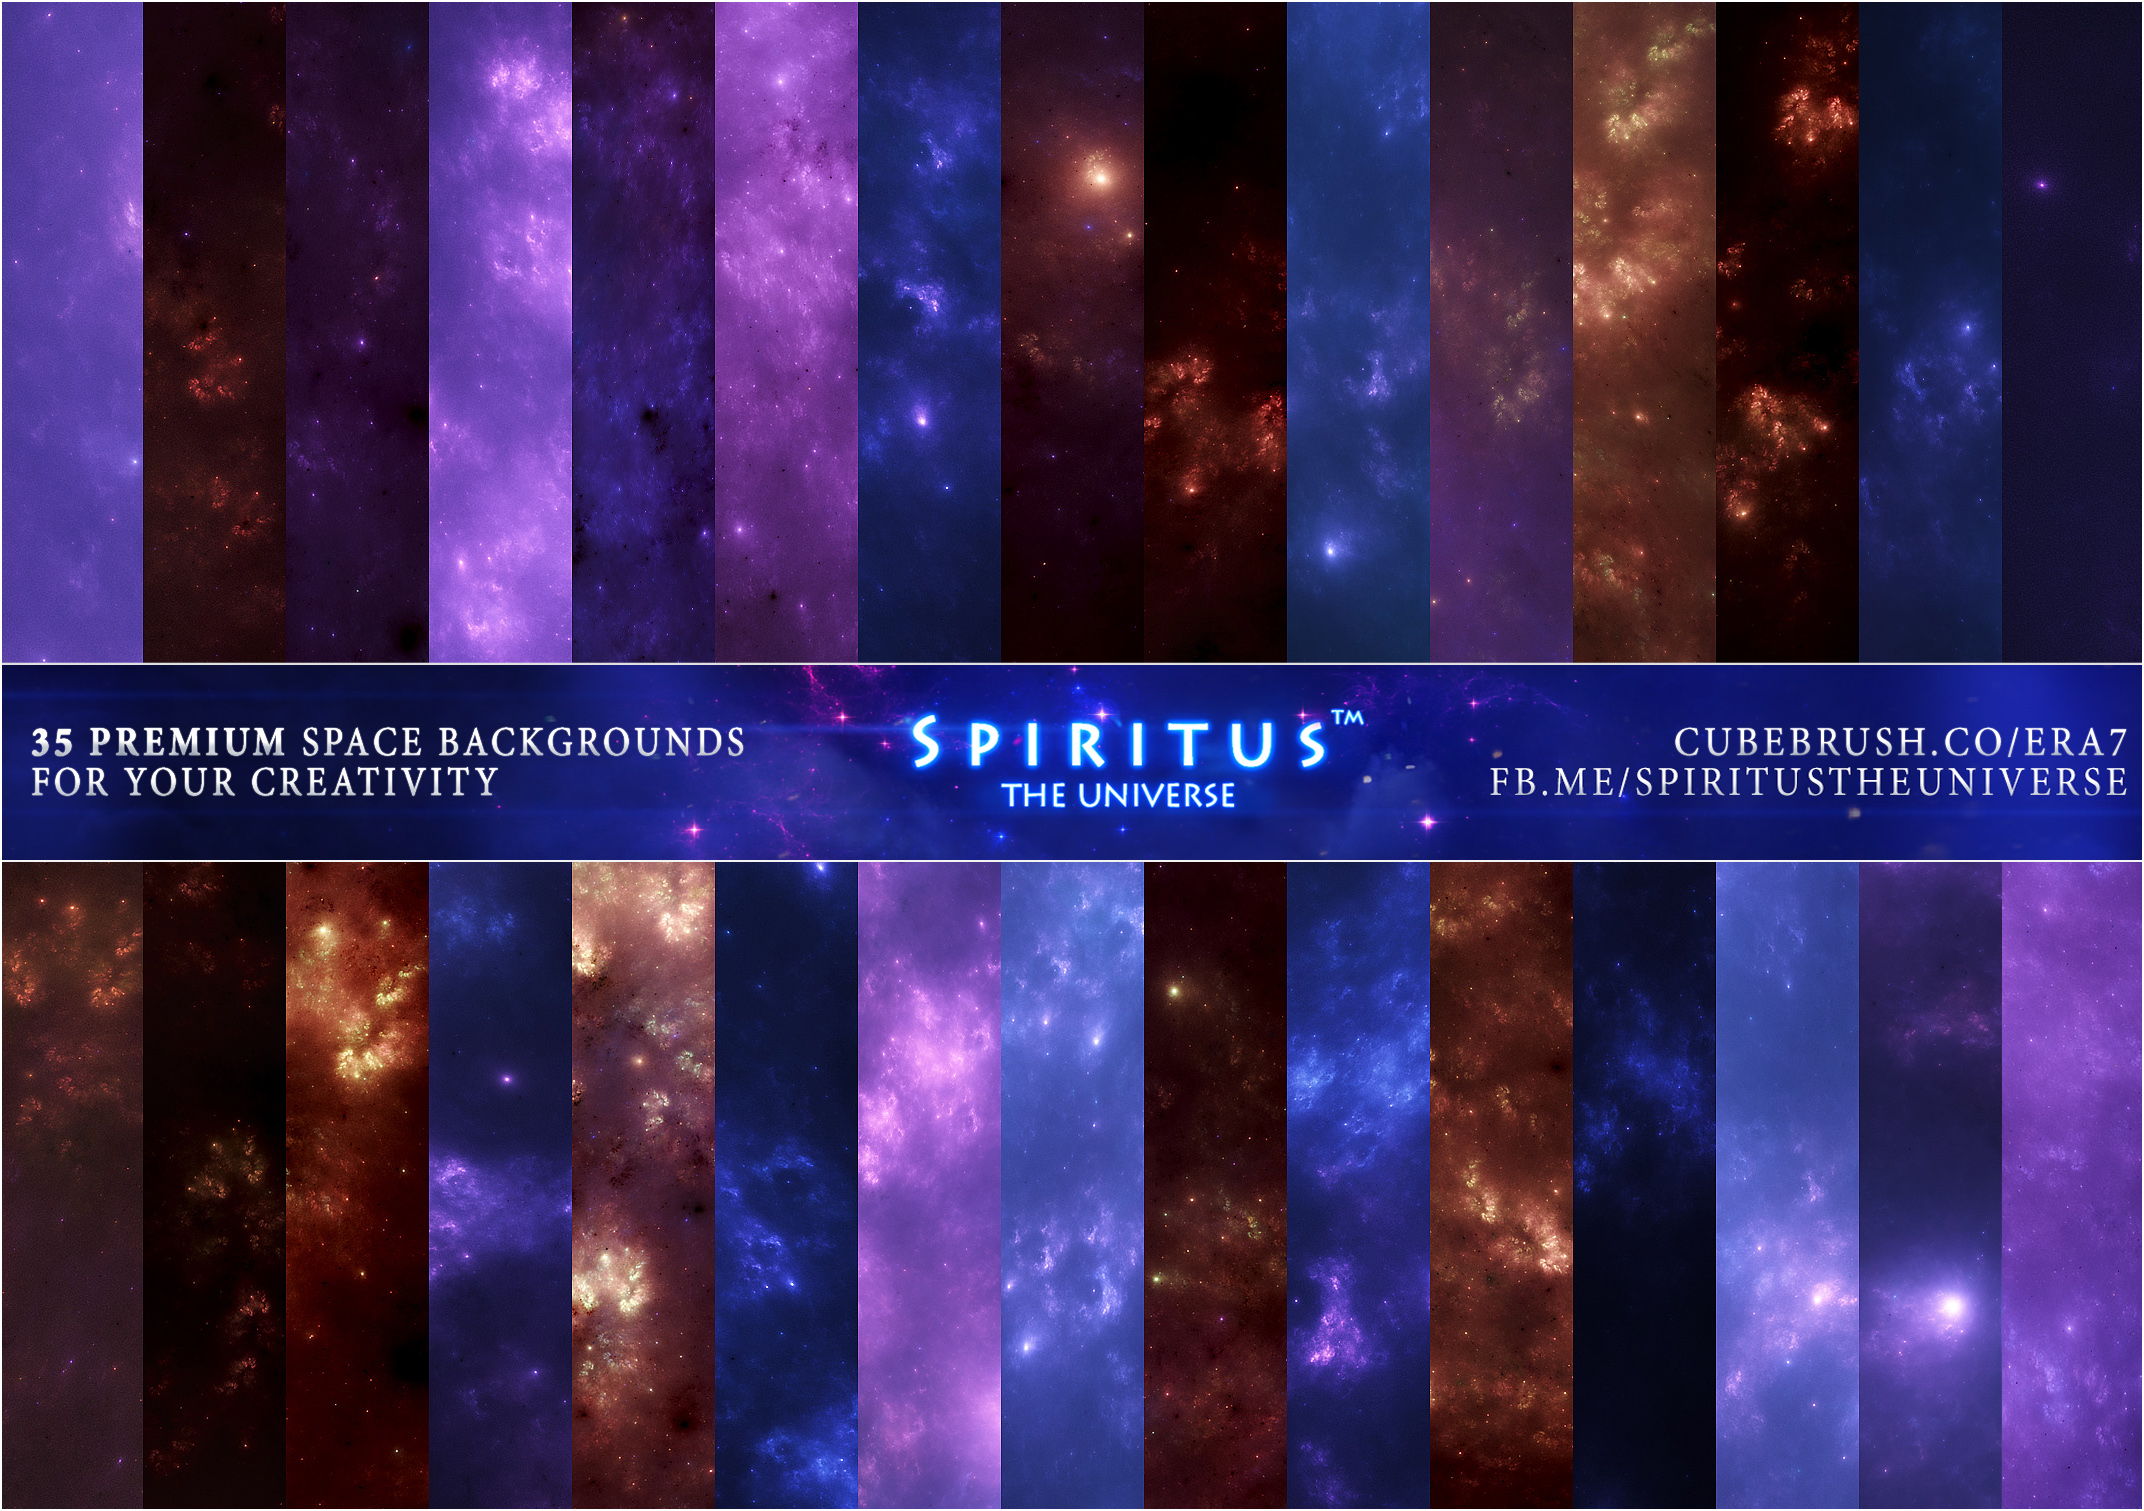 35 PREMIUM SPACE BACKGROUNDS
FOR YOUR CREATIVITY
SPIRITUS™
THE UNIVERSE
CUBEBRUSH.CO/ERA7
FB.ME/SPIRITUSTHEUNIVERSE